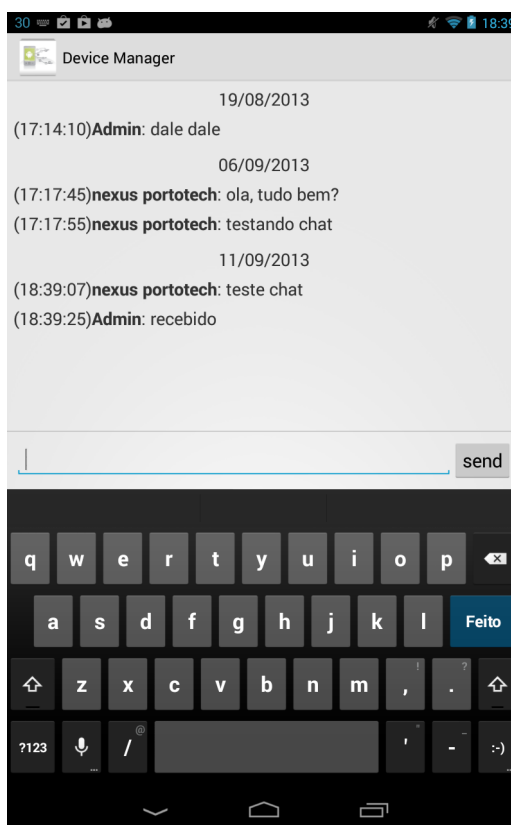 30 18:39
Device Manager
19/08/2013
(17:14:10)Admin: dale dale
06/09/2013
(17:17:45)nexus portotech: ola, tudo bem?
(17:17:55)nexus portotech: testando chat
11/09/2013
(18:39:07)nexus portotech: teste chat
(18:39:25)Admin: recebido
send
q w e r t y u i o p
a s d f g h j k l Feito
z x c v b n m , ! . ?
?123 / @ ' " - _ :-)